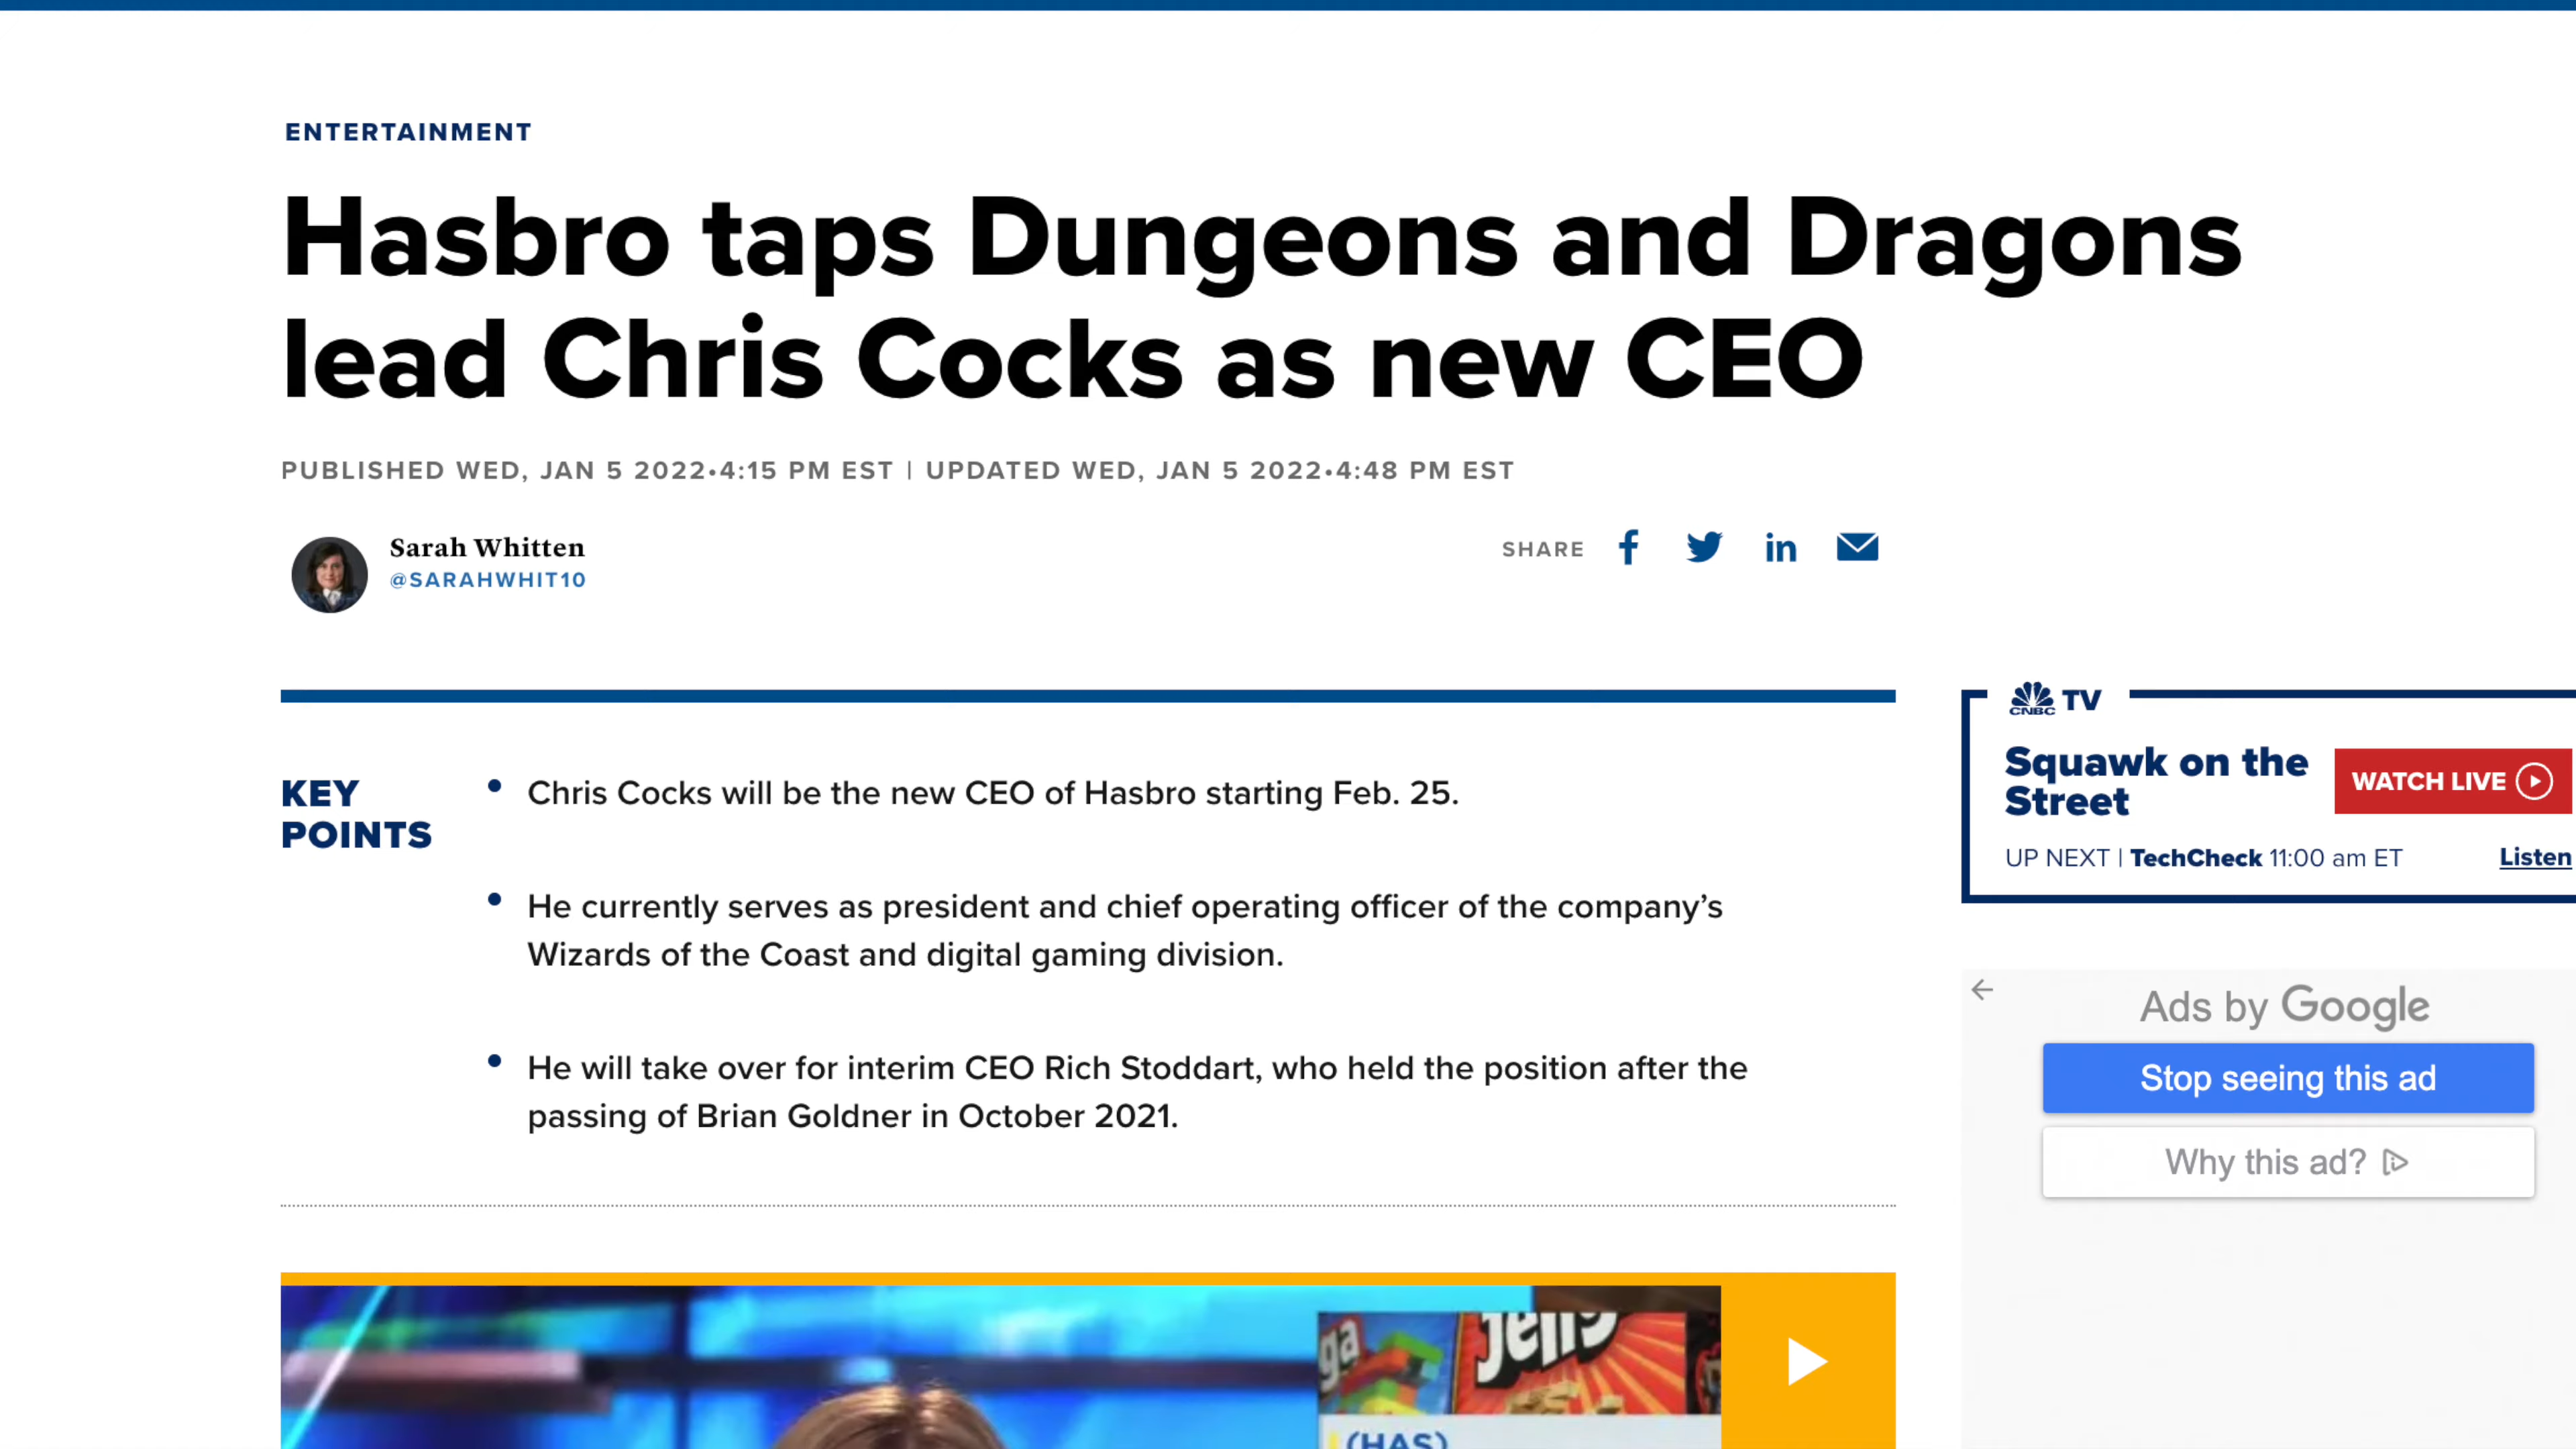 ENTERTAINMENT
Hasbro taps Dungeons and Dragons
lead Chris Cocks as new CEO
PUBLISHED WED, JAN 5 2022•4:15 PM EST | UPDATED WED, JAN 5 2022•4:48 PM EST
Sarah Whitten
@SARAHWHIT10
SHARE
KEY
POINTS
• Chris Cocks will be the new CEO of Hasbro starting Feb. 25.
• He currently serves as president and chief operating officer of the company’s
Wizards of the Coast and digital gaming division.
• He will take over for interim CEO Rich Stoddart, who held the position after the
passing of Brian Goldner in October 2021.
CNBC TV
Squawk on the
Street
WATCH LIVE
UP NEXT | TechCheck 11:00 am ET
Listen
Ads by Google
Stop seeing this ad
Why this ad?
ga
Jelly
(HAS)